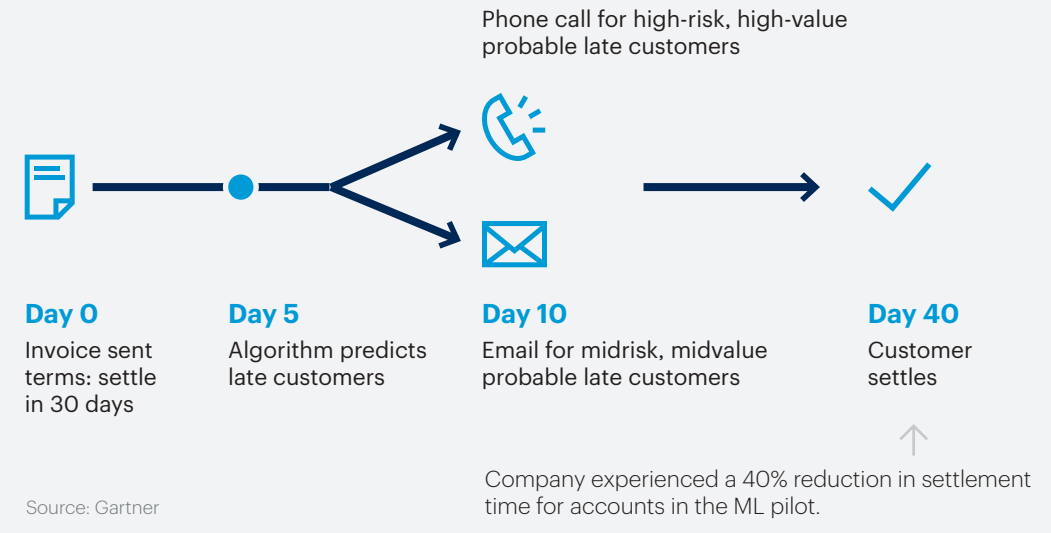 Phone call for high-risk, high-value
probable late customers
Day 0
Invoice sent
terms: settle
in 30 days
Day 5
Algorithm predicts
late customers
Day 10
Email for midrisk, midvalue
probable late customers
Day 40
Customer
settles
Company experienced a 40% reduction in settlement
time for accounts in the ML pilot.
Source: Gartner